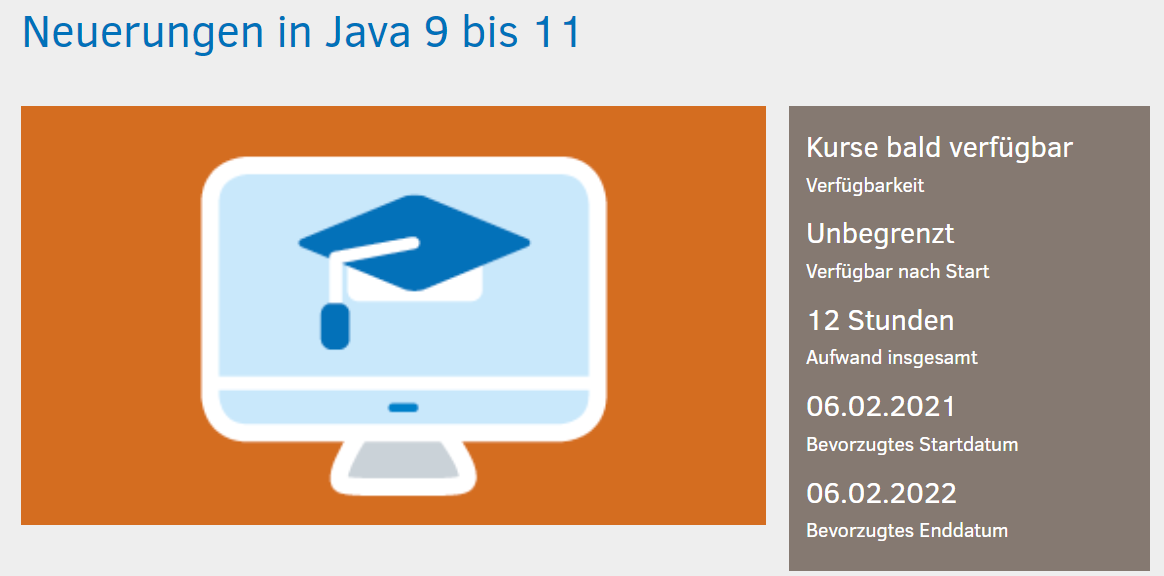 Neuerungen in Java 9 bis 11
Kurse bald verfügbar
Verfügbarkeit
Unbegrenzt
Verfügbar nach Start
12 Stunden
Aufwand insgesamt
06.02.2021
Bevorzugtes Startdatum
06.02.2022
Bevorzugtes Enddatum